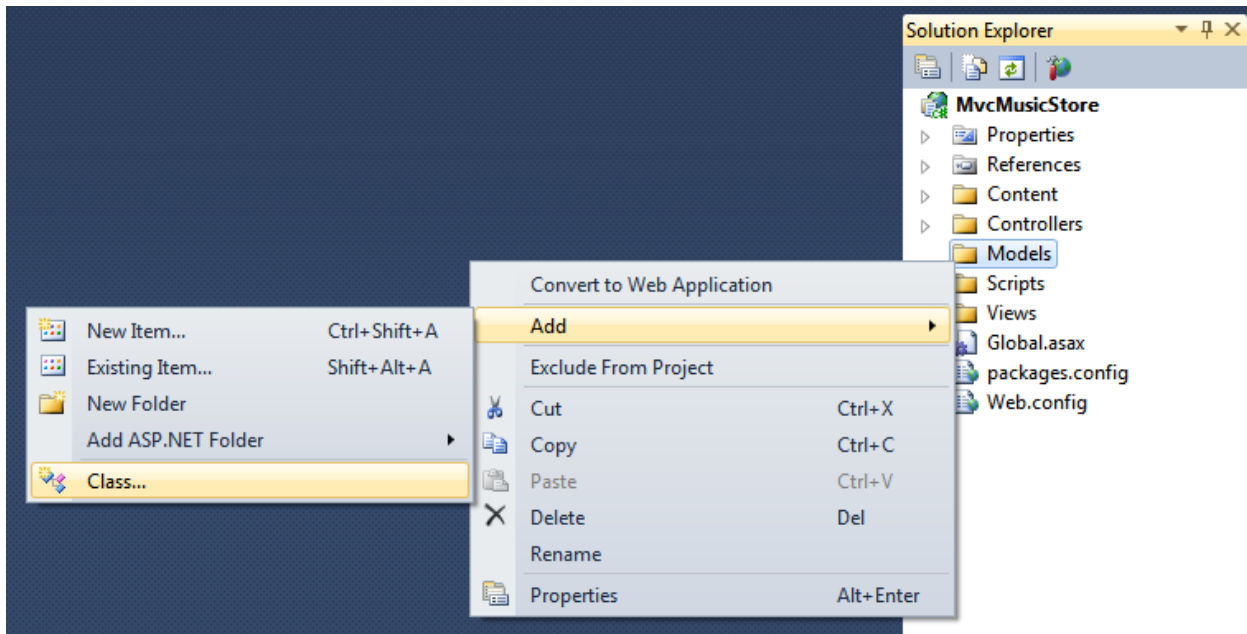 Solution Explorer
MvcMusicStore
Properties
References
Content
Controllers
Models
Scripts
Views
Global.asax
packages.config
Web.config
Convert to Web Application
Add
Exclude From Project
Cut Ctrl+X
Copy Ctrl+C
Paste Ctrl+V
Delete Del
Rename
Properties Alt+Enter
New Item... Ctrl+Shift+A
Existing Item... Shift+Alt+A
New Folder
Add ASP.NET Folder
Class...